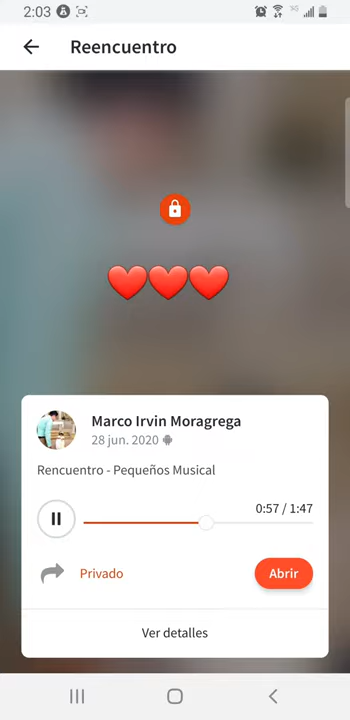 2:03
3G
Reencuentro
Marco Irvin Moragrega
28 jun. 2020
Rencuentro - Pequeños Musical
0:57 / 1:47
Privado
Abrir
Ver detalles